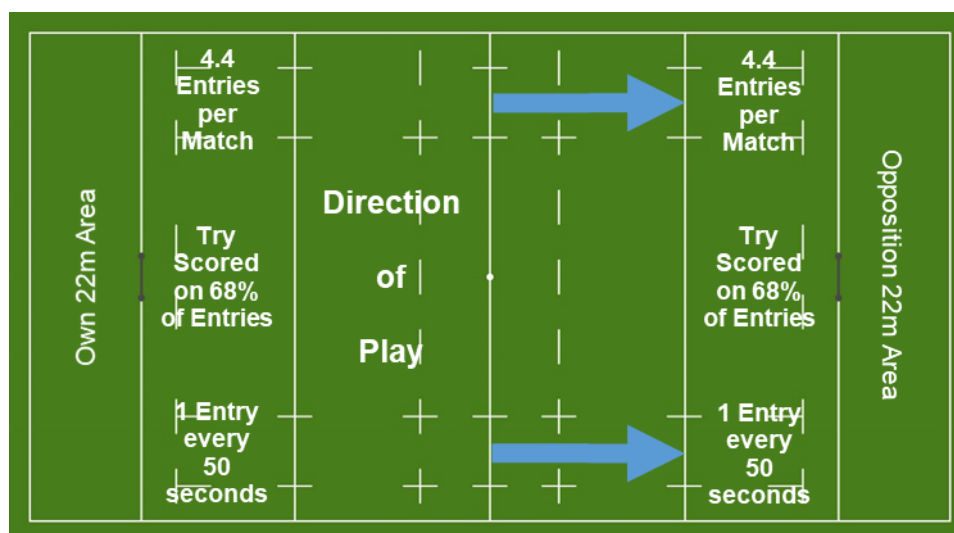 Own 22m Area
4.4
Entries
per
Match
Try
Scored
on 68%
of Entries
1 Entry
every
50
seconds
Direction
of
Play
4.4
Entries
per
Match
Try
Scored
on 68%
of Entries
1 Entry
every
50
seconds
Opposition 22m Area